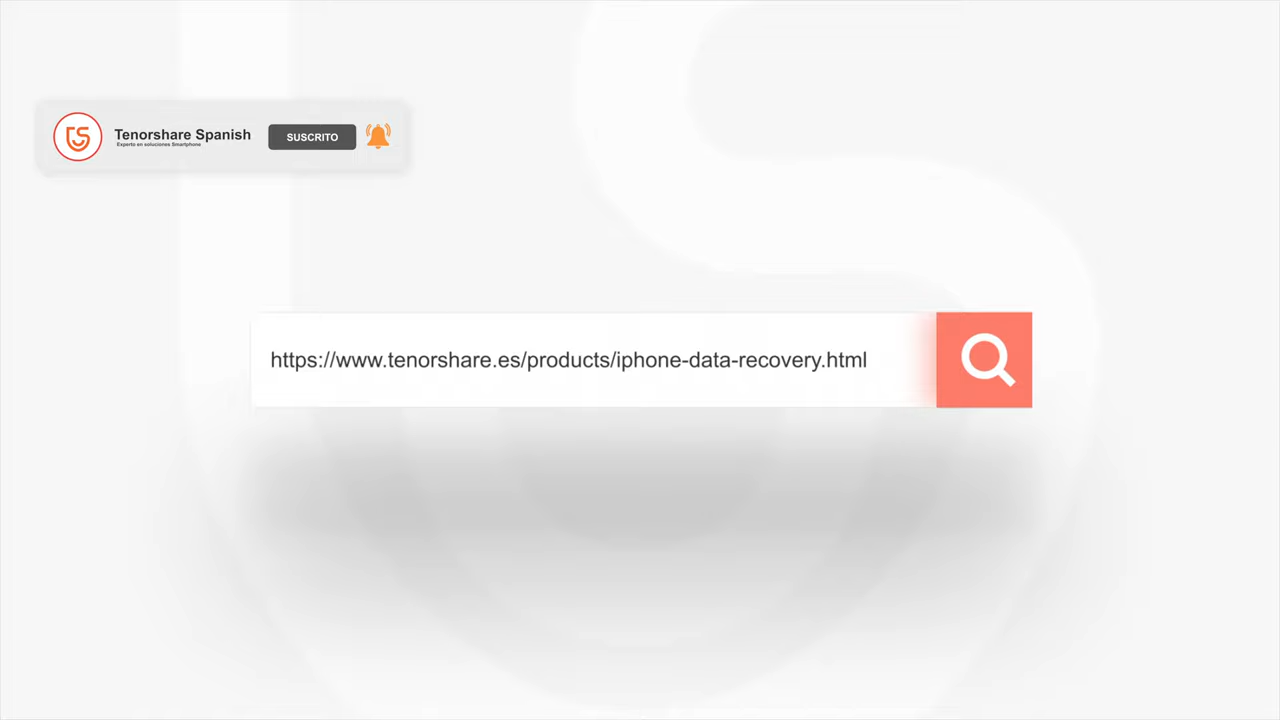 Tenorshare Spanish
Experto en soluciones Smartphone
SUSCRITO
https://www.tenorshare.es/products/iphone-data-recovery.html